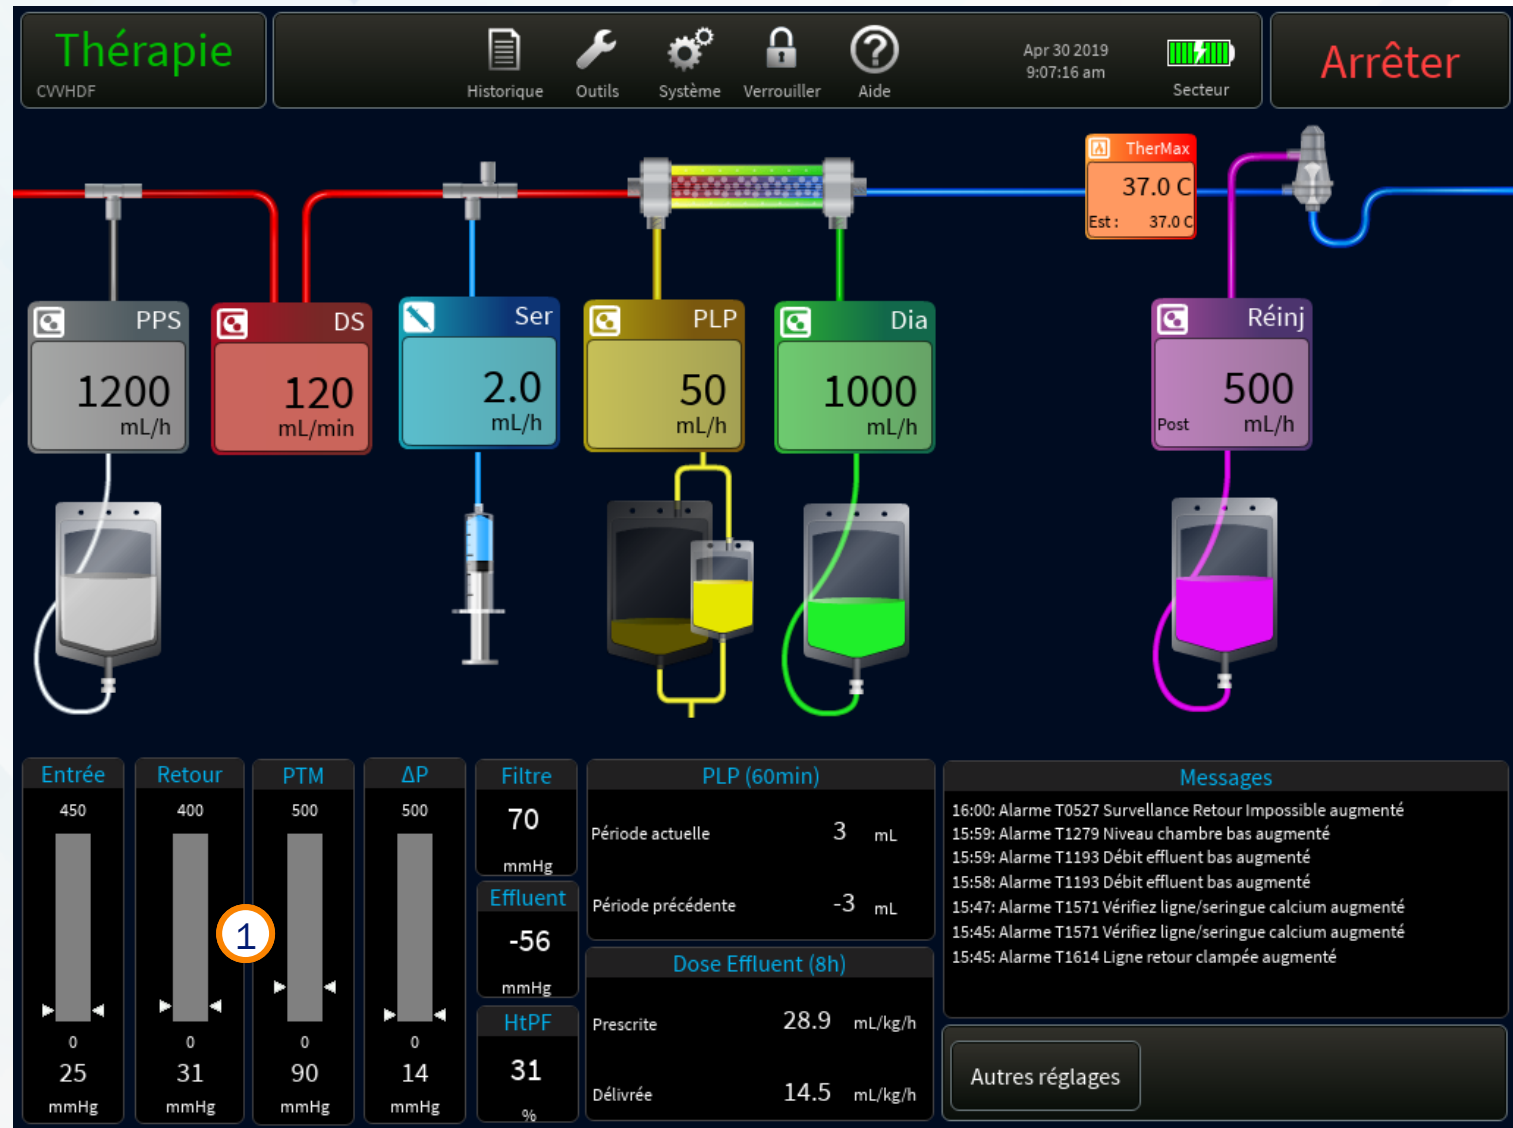 Thérapie
CVVHDF
Historique
Outils
Système
Verrouiller
Aide
Apr 30 2019
9:07:16 am
Secteur
Arrêter
TherMax
37.0 C
Est : 37.0 C
PPS
1200
mL/h
DS
120
mL/min
Ser
2.0
mL/h
PLP
50
mL/h
Dia
1000
mL/h
Réinj
500
Post mL/h
Entrée
450
0
25
mmHg
Retour
400
0
31
mmHg
1
PTM
500
0
90
mmHg
ΔP
500
0
14
mmHg
Filtre
70
mmHg
Effluent
-56
mmHg
HtPF
31
%
PLP (60min)
Période actuelle 3 mL
Période précédente -3 mL
Dose Effluent (8h)
Prescrite 28.9 mL/kg/h
Délivrée 14.5 mL/kg/h
Messages
16:00: Alarme T0527 Survellance Retour Impossible augmenté
15:59: Alarme T1279 Niveau chambre bas augmenté
15:59: Alarme T1193 Débit effluent bas augmenté
15:58: Alarme T1193 Débit effluent bas augmenté
15:47: Alarme T1571 Vérifiez ligne/seringue calcium augmenté
15:45: Alarme T1571 Vérifiez ligne/seringue calcium augmenté
15:45: Alarme T1614 Ligne retour clampée augmenté
Autres réglages